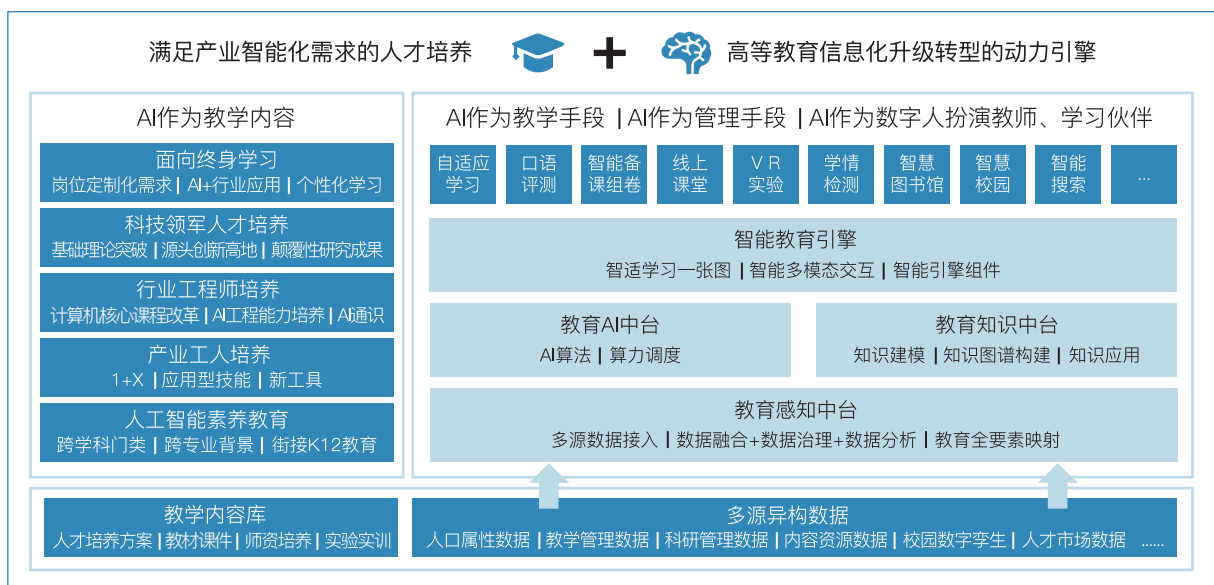 满足产业智能化需求的人才培养
高等教育信息化升级转型的动力引擎
AI作为教学内容
面向终身学习
岗位定制化需求 | AI+行业应用 | 个性化学习
科技领军人才培养
基础理论突破 | 源头创新高地 | 颠覆性研究成果
行业工程师培养
计算机核心课程改革 | AI工程能力培养 | AI通识
产业工人培养
1+X | 应用型技能 | 新工具
人工智能素养教育
跨学科门类 | 跨专业背景 | 衔接K12教育
AI作为教学手段 | AI作为管理手段 | AI作为数字人扮演教师、学习伙伴
自适应
学习
口语
评测
智能备
课组卷
线上
课堂
VR
实验
学情
检测
智慧
图书馆
智慧
校园
智能
搜索
...
智能教育引擎
智适学习一张图 | 智能多模态交互 | 智能引擎组件
教育AI中台
AI算法 | 算力调度
教育知识中台
知识建模 | 知识图谱构建 | 知识应用
教育感知中台
多源数据接入 | 数据融合+数据治理+数据分析 | 教育全要素映射
教学内容库
人才培养方案 | 教材课件 | 师资培养 | 实验实训
多源异构数据
人口属性数据 | 教学管理数据 | 科研管理数据 | 内容资源数据 | 校园数字孪生 | 人才市场数据 ......